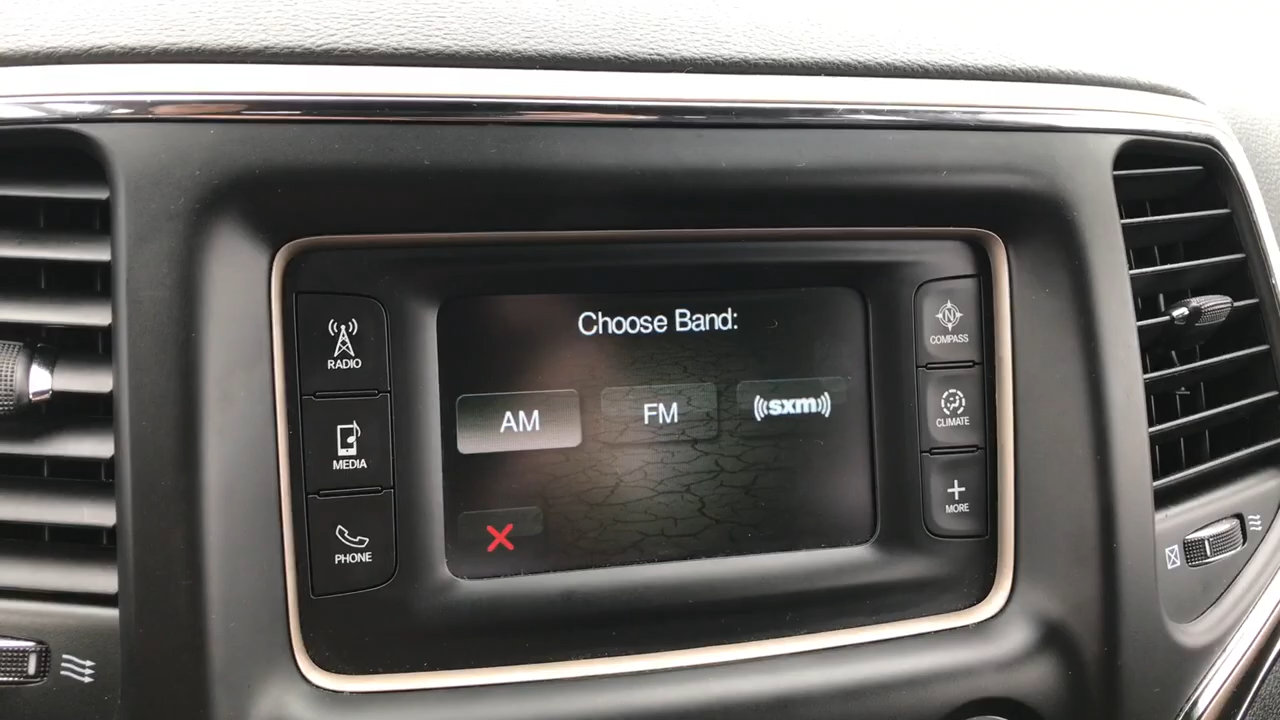 Choose Band:
RADIO
MEDIA
PHONE
AM
FM
((sxm))
N
COMPASS
CLIMATE
MORE